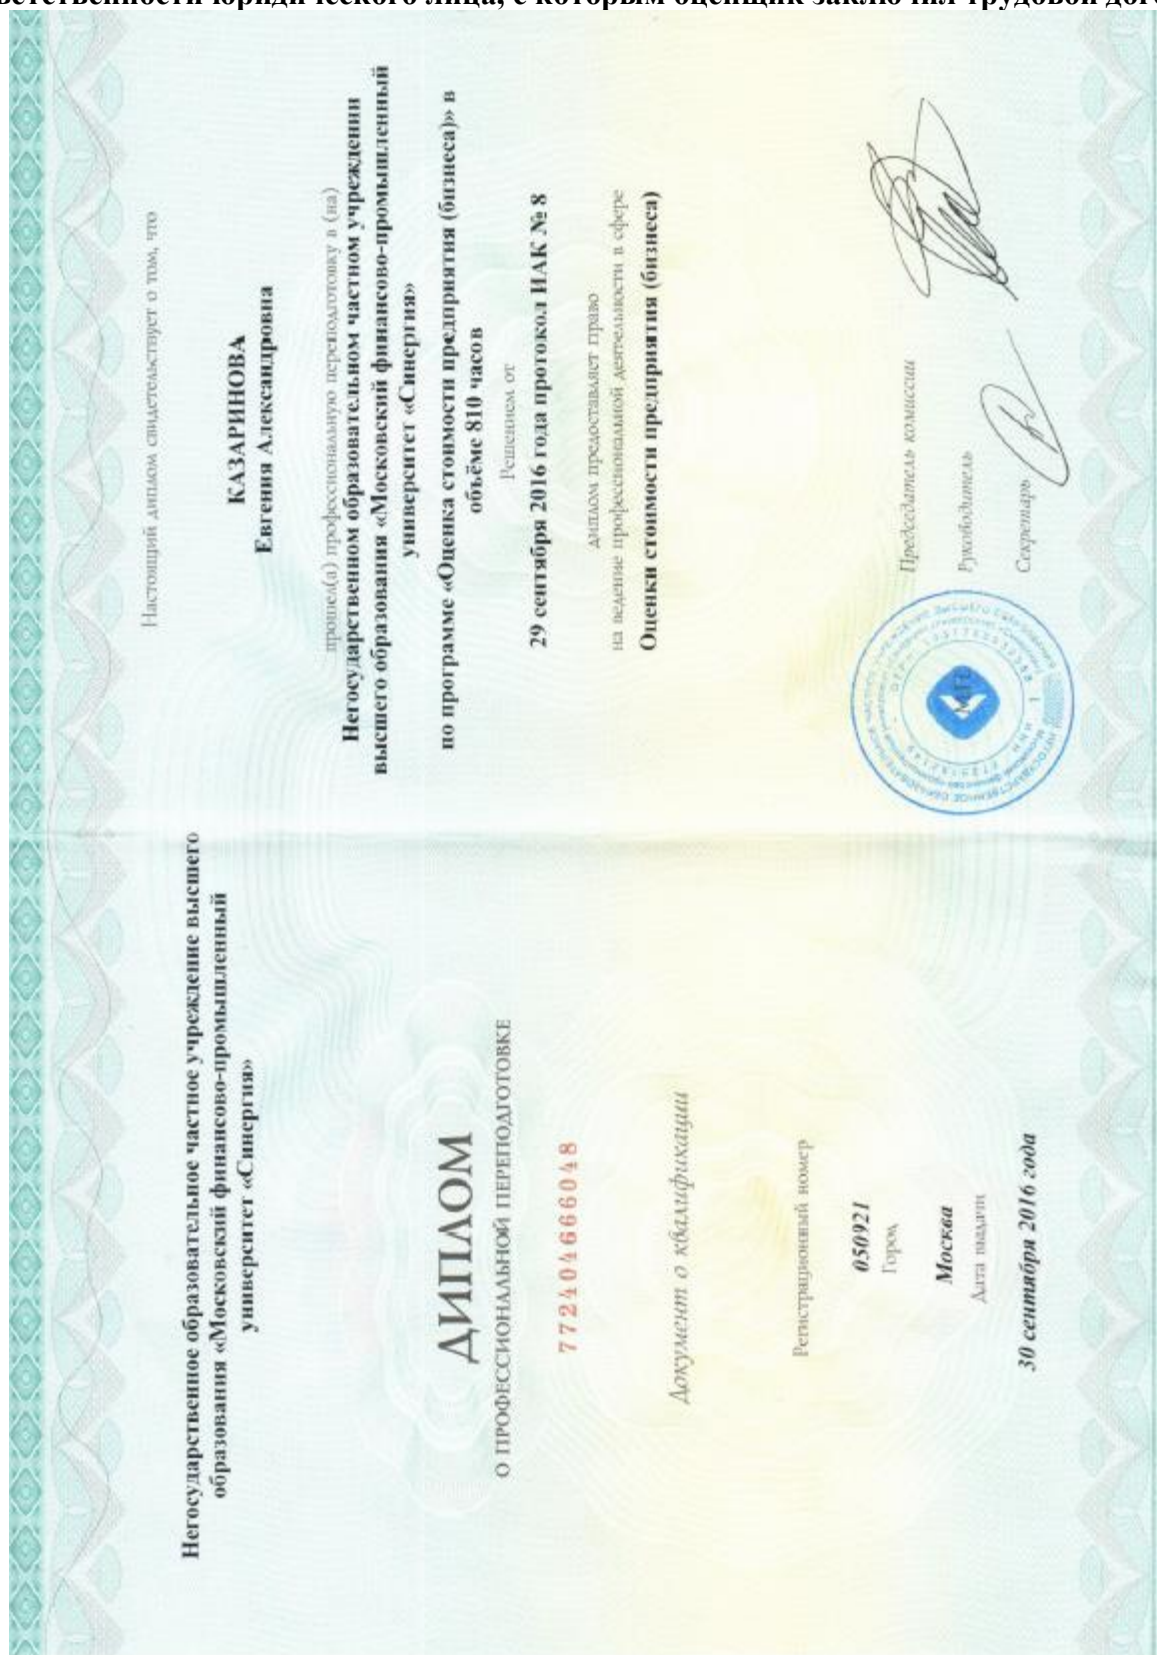 ветственности юридического лица, с которым оценщик заключил трудовой дого
Негосударственное образовательное частное учреждение высшего
образования «Московский финансово-промышленный
университет «Синергия»
ДИПЛОМ
О ПРОФЕССИОНАЛЬНОЙ ПЕРЕПОДГОТОВКЕ
772404666048
Документ о квалификации
Регистрационный номер
050921
Город
Москва
Дата выдачи
30 сентября 2016 года
Настоящий диплом свидетельствует о том, что
КАЗАРИНОВА
Евгения Александровна
прошел(а) профессиональную переподготовку в (на)
Негосударственном образовательном частном учреждении
высшего образования «Московский финансово-промышленный
университет «Синергия»
по программе «Оценка стоимости предприятия (бизнеса)» в
объёме 810 часов
Решением от
29 сентября 2016 года протокол ИАК № 8
диплом предоставляет право
на ведение профессиональной деятельности в сфере
Оценки стоимости предприятия (бизнеса)
Председатель комиссии
Руководитель
Секретарь
М.П.